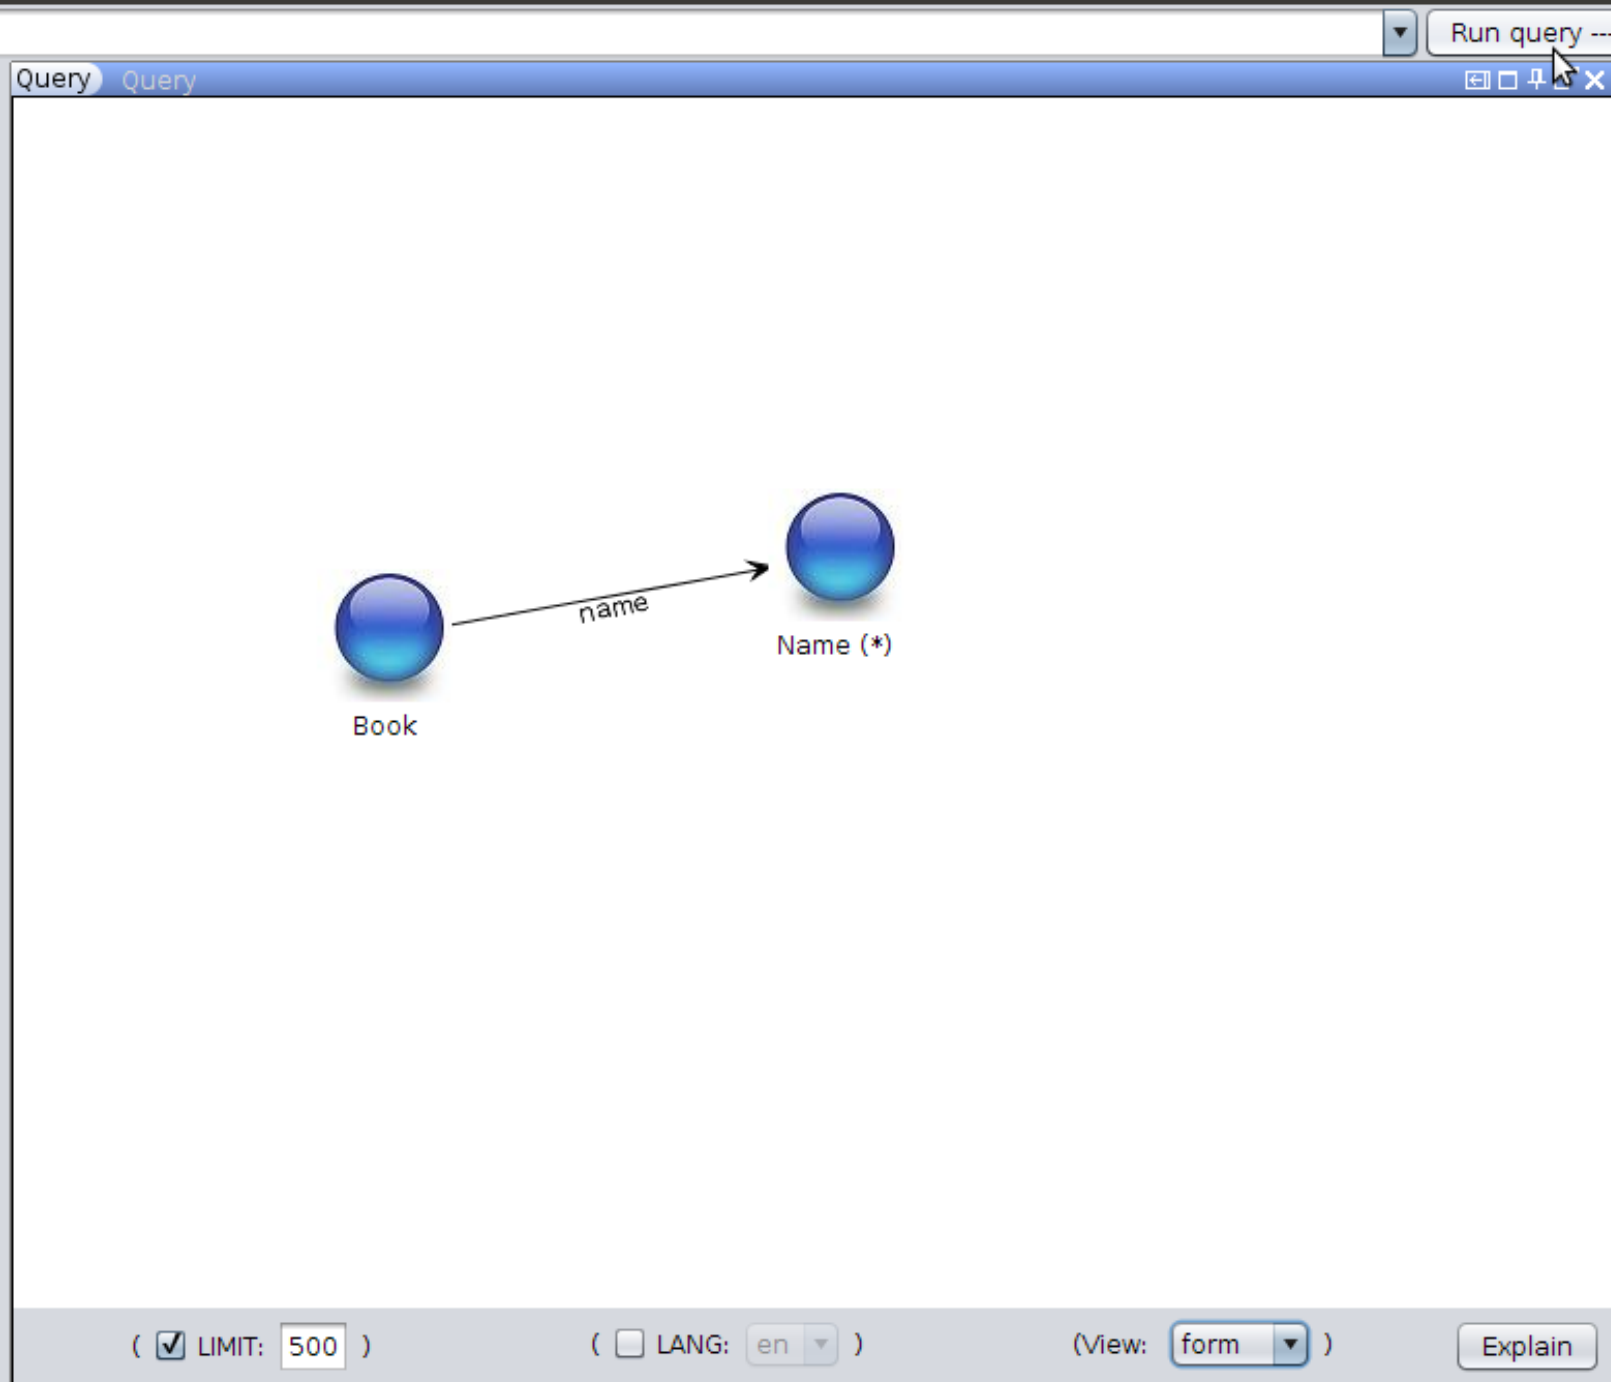 Run query ---
Query Query
name
Name (*)
Book
( LIMIT: 500 ) ( LANG: en ) (View: form ) Explain